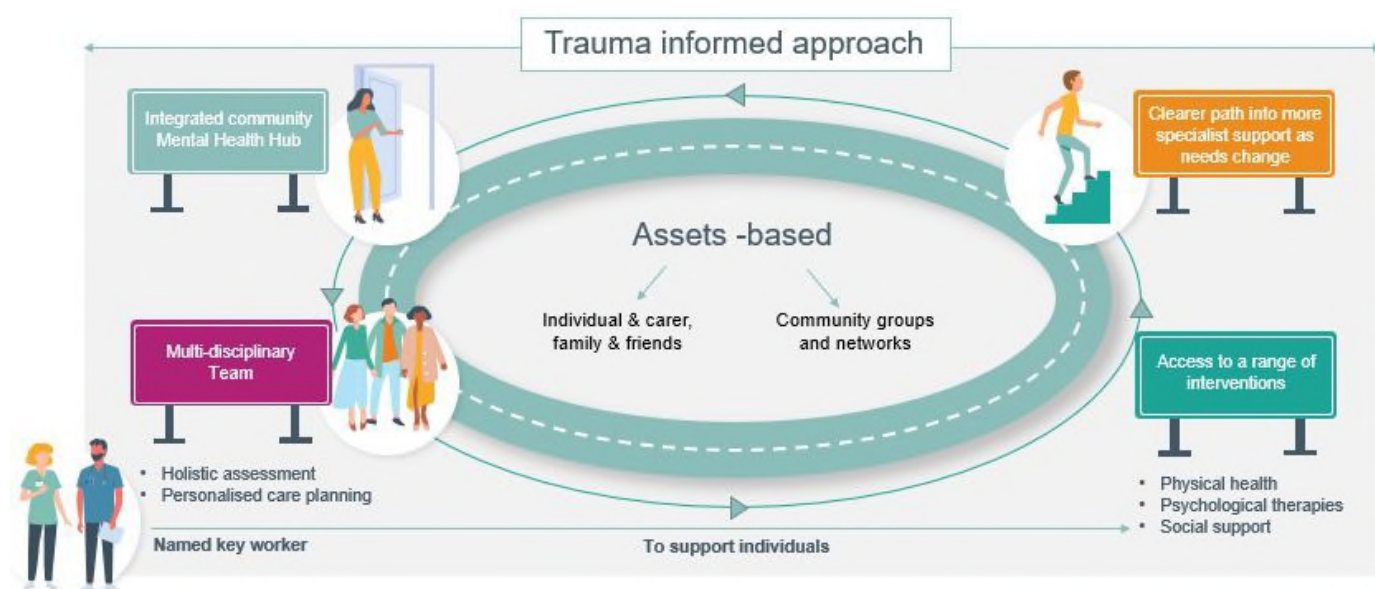 Trauma informed approach
Integrated community
Mental Health Hub
Clearer path into more
specialist support as
needs change
Assets -based
Individual & carer,
family & friends
Community groups
and networks
Multi-disciplinary
Team
Access to a range of
interventions
• Holistic assessment
• Personalised care planning
• Physical health
• Psychological therapies
• Social support
Named key worker
To support individuals